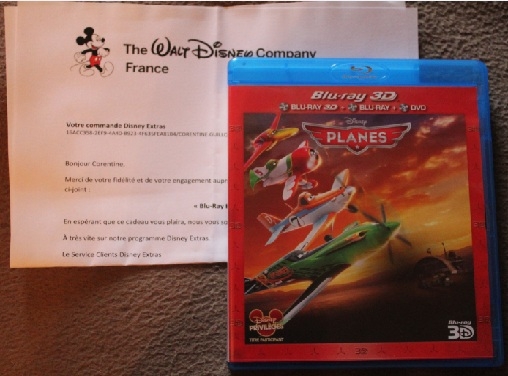 The WALT DISNEY Company
France
Votre commande Disney Extras
Bonjour Corentine,
Merci de votre fidélité et de votre engagement
ci-joint :
« Blu-Ray
En espérant que ce cadeau vous plaira, nous vous
À très vite sur notre programme Disney Extras
Le Service Clients Disney Extras
Blu-ray 3D
BLU-RAY 3D + BLU-RAY + DVD
Disney
PLANES
Disney
PRIVILÈGES
Blu-ray
3D